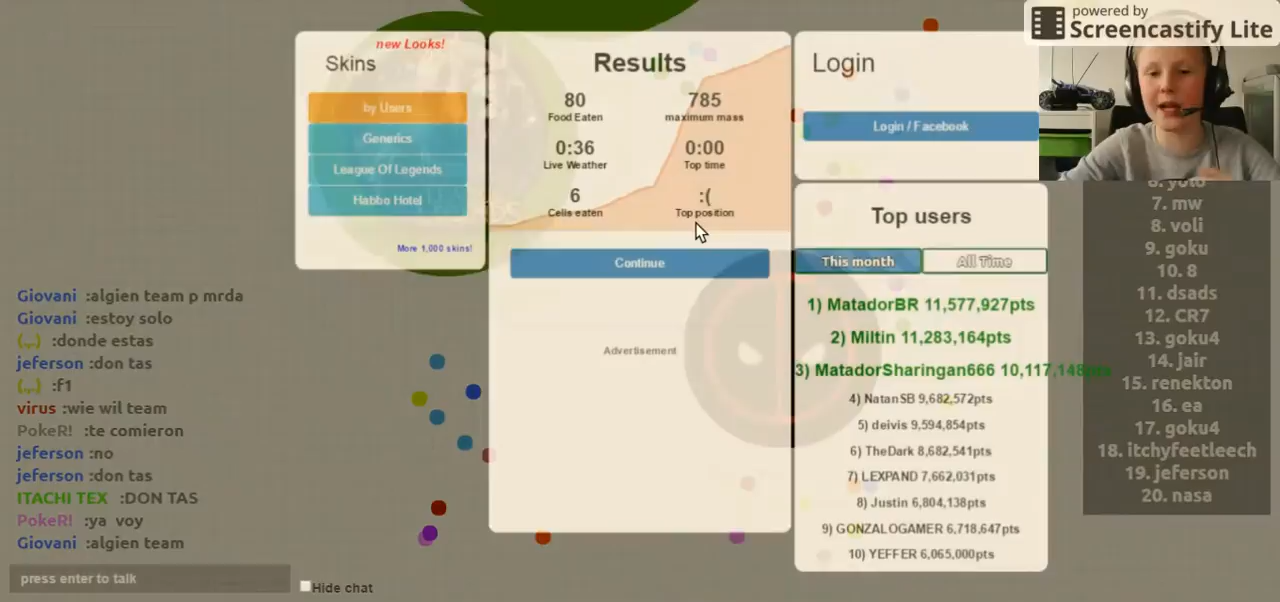 powered by
Screencastify Lite
new Looks!
Skins
by Users
Generics
League Of Legends
Habbo Hotel
More 1,000 skins!
Results
80
Food Eaten
785
maximum mass
0:36
Live Weather
0:00
Top time
6
Cells eaten
:(
Top position
Continue
Advertisement
Login
Login / Facebook
Top users
This month
All Time
1) MatadorBR 11,577,927pts
2) Miltin 11,283,164pts
3) MatadorSharingan666 10,117,148pts
4) NatanSB 9,682,572pts
5) deivis 9,594,854pts
6) TheDark 8,682,541pts
7) LEXPAND 7,662,031pts
8) Justin 6,804,138pts
9) GONZALOGAMER 6,718,647pts
10) YEFFER 6,065,000pts
6. yoto
7. mw
8. voli
9. goku
10. 8
11. dsads
12. CR7
13. goku4
14. jair
15. renekton
16. ea
17. goku4
18. itchyfeetleech
19. jeferson
20. nasa
Giovani :algien team p mrda
Giovani :estoy solo
(,,,) :donde estas
jeferson :don tas
(,,,) :f1
virus :wie wil team
PokeR! :te comieron
jeferson :no
jeferson :don tas
ITACHI TEX :DON TAS
PokeR! :ya voy
Giovani :algien team
press enter to talk
Hide chat